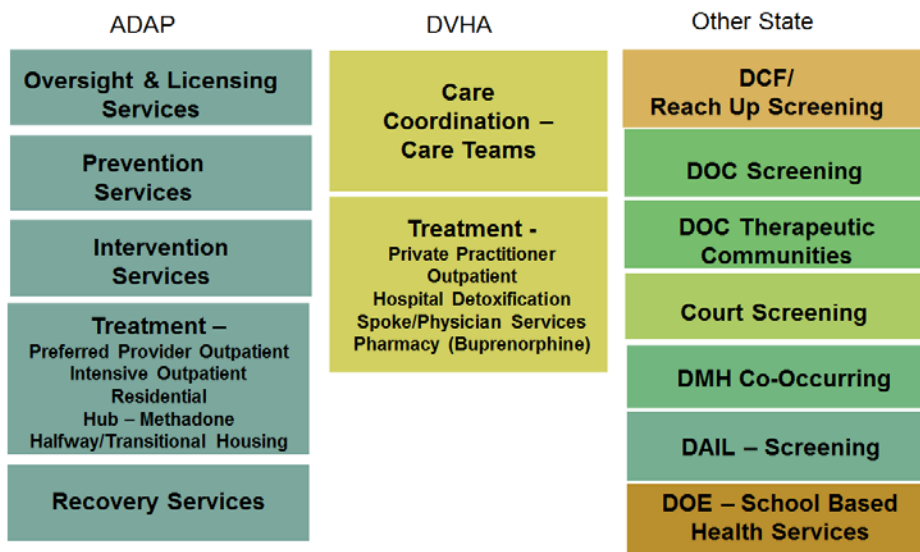 ADAP
Oversight & Licensing
Services
Prevention
Services
Intervention
Services
Treatment –
Preferred Provider Outpatient
Intensive Outpatient
Residential
Hub – Methadone
Halfway/Transitional Housing
Recovery Services
DVHA
Care
Coordination –
Care Teams
Treatment -
Private Practitioner
Outpatient
Hospital Detoxification
Spoke/Physician Services
Pharmacy (Buprenorphine)
Other State
DCF/
Reach Up Screening
DOC Screening
DOC Therapeutic
Communities
Court Screening
DMH Co-Occurring
DAIL – Screening
DOE – School Based
Health Services